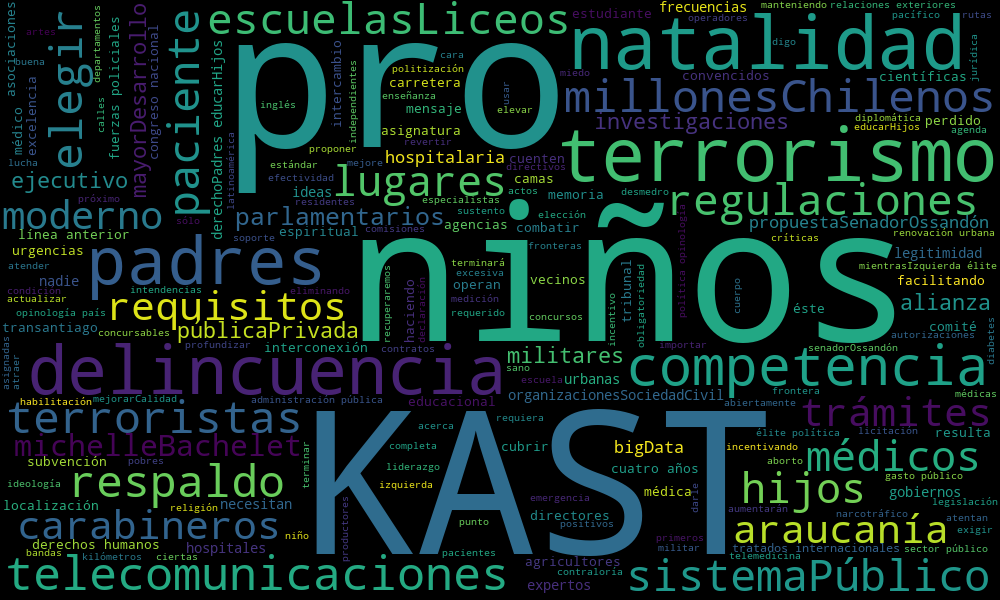 asociaciones
artes
buena
médico
excelencia
departamentos
calles
elegir
fuerzas policiales
mayorDesarrollo
congreso nacional
paciente
escuelasLiceos
derechoPadres educarHijos
latinoamérica
pro
inglés
intercambio
independientes
cara
politización
carretera
enseñanza
mensaje
usar
elevar
asignatura
revertir
proponer
estudiante
frecuencias
operadores
manteniendo
relaciones exteriores
pacífico
rutas
digo
jurídica
natalidad
miedo
convencidos
científicas
millonesChilenos
investigaciones
diplomática
perdido
educarHijos
agenda
lucha
ejecutivo
próximo
sólo
estándar
efectividad
mejore
hospitalaria
cuenten
directivos
camas
actos
terrorismo
lugares
ideas
residentes
especialistas
memoria
desmedro
regulaciones
moderno
espiritual
parlamentarios
soporte
comisiones
sustento
agencias
elección
combatir
fronteras
política opinología
propuestaSenadorOssandón
renovación urbana
críticas
legitimidad
mientrasIzquierda élite
línea anterior
urgencias
atender
nadie
padres
niños
recuperaremos
terminará
excesiva
operan
vecinos
tribunal
obligatoriedad
cuerpo
facilitando
condición
actualizar
intendencias
eliminando
requisitos
haciendo
declaración
medición
requerido
concursos
incentivo
éste
alianza
opinología país
transantiago
concursables
públicaPrivada
importar
comité
autorizaciones
diabetes
asignadas
atraer
profundizar
interconexión
contratos
militares
senadorOssandón
delincuencia
sano
escuela
urbanas
competencia
frontera
médicas
habilitación
mejorarCalidad
administración pública
educacional
organizacionesSociedadCivil
abiertamente
terroristas
KAST
acerca
requiera
trámites
élite política
licitación
resulta
michelleBachelet
completa
cubrir
bigData
incentivando
médicos
subvención
pobres
terminar
liderazgo
cuatro años
aborto
gasto público
ideología
respaldo
izquierda
médica
darle
hijos
gobiernos
localización
religión
necesitan
emergencia
aumentarán
narcotráfico
legislación
carabineros
niño
productores
punto
directores
positivos
primeros
araucanía
atentan
exigir
derechos humanos
hospitales
bandas
kilómetros
ciertas
pacientes
agricultores
militar
tratados internacionales
sector público
telemedicina
telecomunicaciones
contraloría
expertos
sistemaPúblico